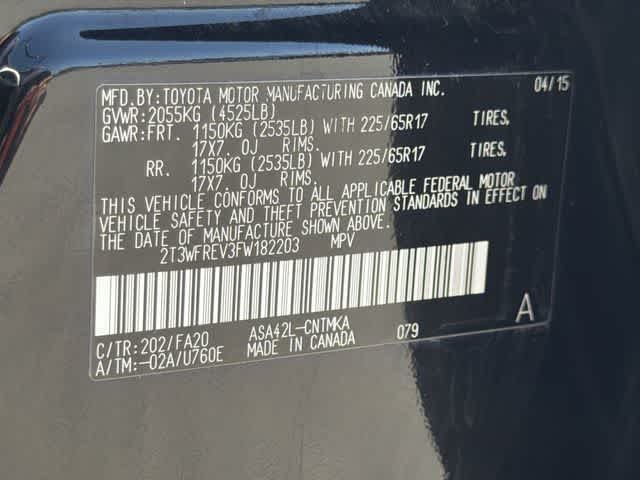 MFD.BY:TOYOTA MOTOR MANUFACTURING CANADA INC. 04/15
GVWR:2055KG (4525LB)
GAWR:FRT. 1150KG (2535LB) WITH 225/65R17 TIRES,
17X7.0J RIMS.
RR. 1150KG (2535LB) WITH 225/65R17 TIRES,
17X7.0J RIMS.
THIS VEHICLE CONFORMS TO ALL APPLICABLE FEDERAL MOTOR
VEHICLE SAFETY AND THEFT PREVENTION STANDARDS IN EFFECT ON
THE DATE OF MANUFACTURE SHOWN ABOVE.
2T3WFREV3FW182203 MPV
A
C/TR:202/FA20 ASA42L-CNTMKA 079
A/TM:-02A/U760E MADE IN CANADA